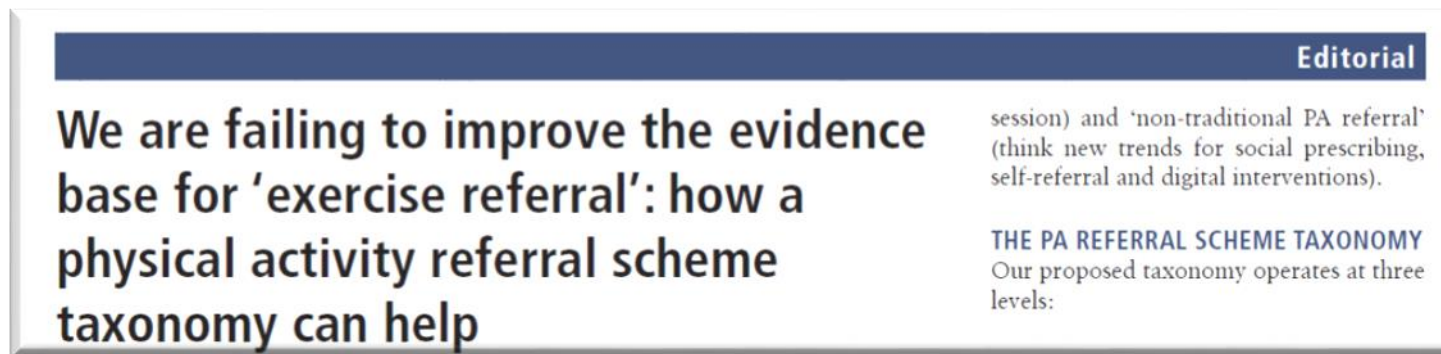 Editorial
We are failing to improve the evidence
base for ‘exercise referral’: how a
physical activity referral scheme
taxonomy can help
session) and ‘non-traditional PA referral’
(think new trends for social prescribing,
self-referral and digital interventions).
THE PA REFERRAL SCHEME TAXONOMY
Our proposed taxonomy operates at three
levels: